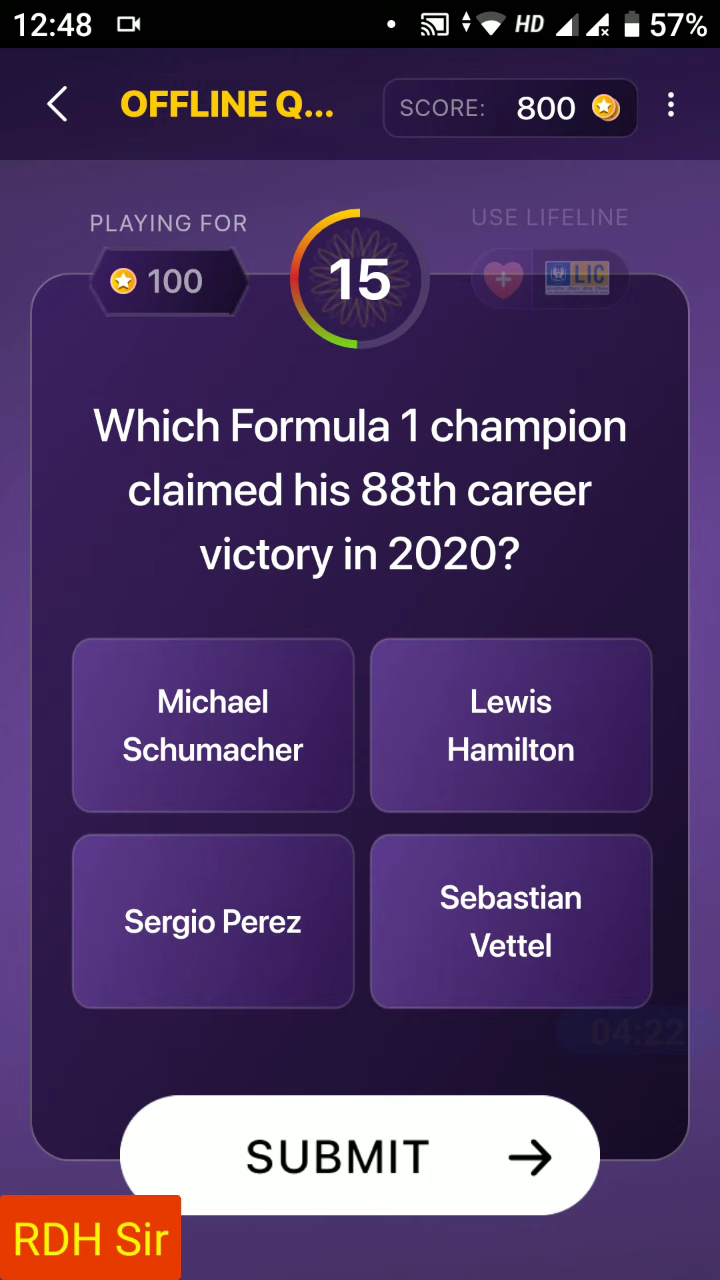 12:48 HD 57%
OFFLINE Q... SCORE: 800
PLAYING FOR
USE LIFELINE
100
15
LIC
Which Formula 1 champion
claimed his 88th career
victory in 2020?
Michael
Schumacher
Lewis
Hamilton
Sergio Perez
Sebastian
Vettel
04:22
SUBMIT
RDH Sir